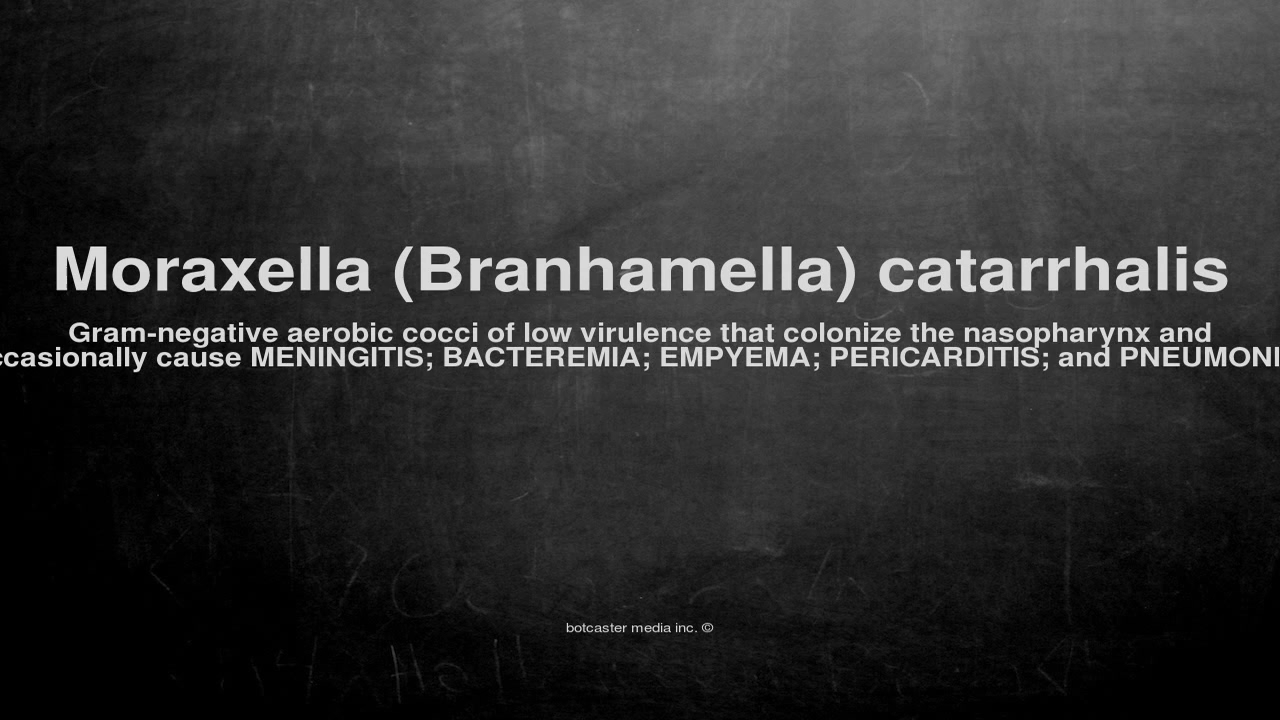 Moraxella (Branhamella) catarrhalis
Gram-negative aerobic cocci of low virulence that colonize the nasopharynx and
ccasionally cause MENINGITIS; BACTEREMIA; EMPYEMA; PERICARDITIS; and PNEUMONI
botcaster media inc. ©